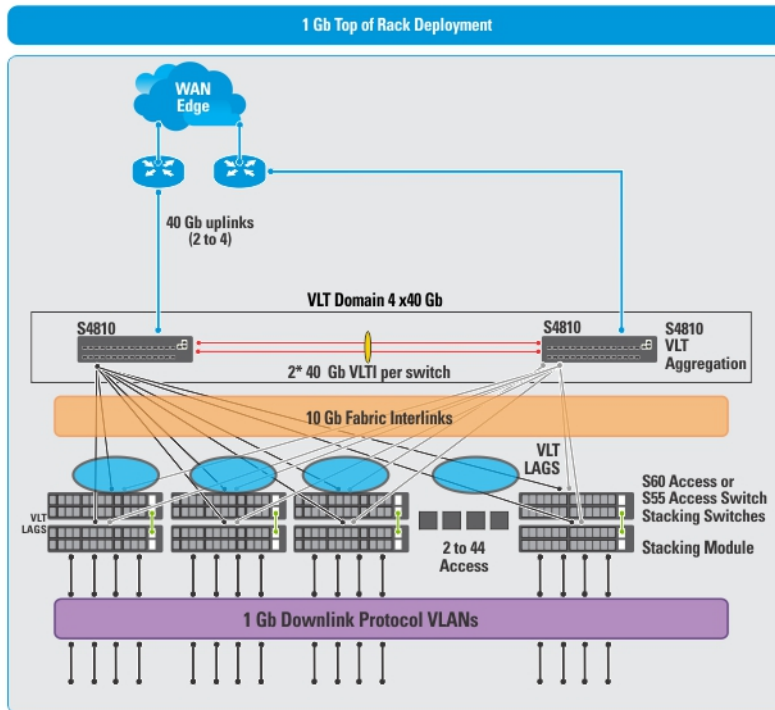 1 Gb Top of Rack Deployment
WAN
Edge
40 Gb uplinks
(2 to 4)
VLT Domain 4 x40 Gb
S4810
S4810
S4810
VLT
Aggregation
2* 40 Gb VLTI per switch
10 Gb Fabric Interlinks
VLT
LAGS
S60 Access or
S55 Access Switch
Stacking Switches
VLT
LAGS
2 to 44
Access
Stacking Module
1 Gb Downlink Protocol VLANs